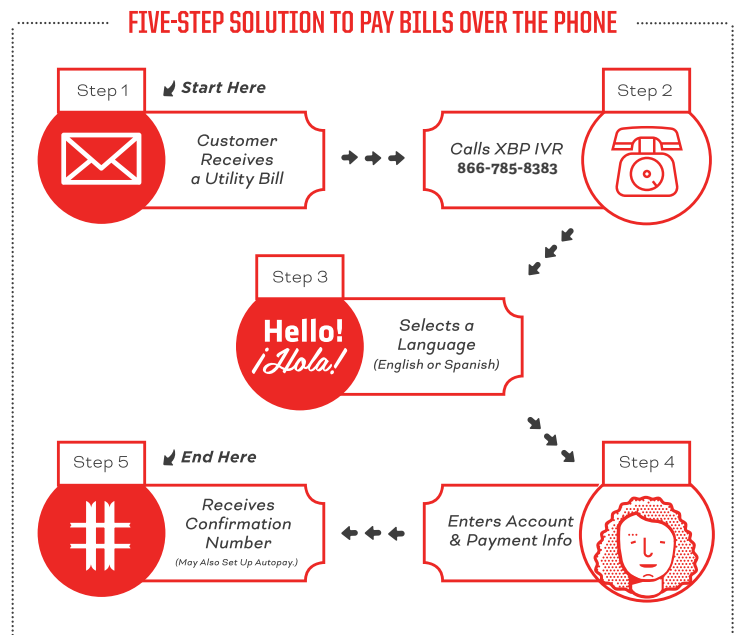 FIVE-STEP SOLUTION TO PAY BILLS OVER THE PHONE
Step 1
Start Here
Customer
Receives
a Utility Bill
Step 2
Calls XBP IVR
866-785-8383
Step 3
Hello!
¡Hola!
Selects a
Language
(English or Spanish)
Step 4
Enters Account
& Payment Info
Step 5
End Here
Receives
Confirmation
Number
(May Also Set Up Autopay.)